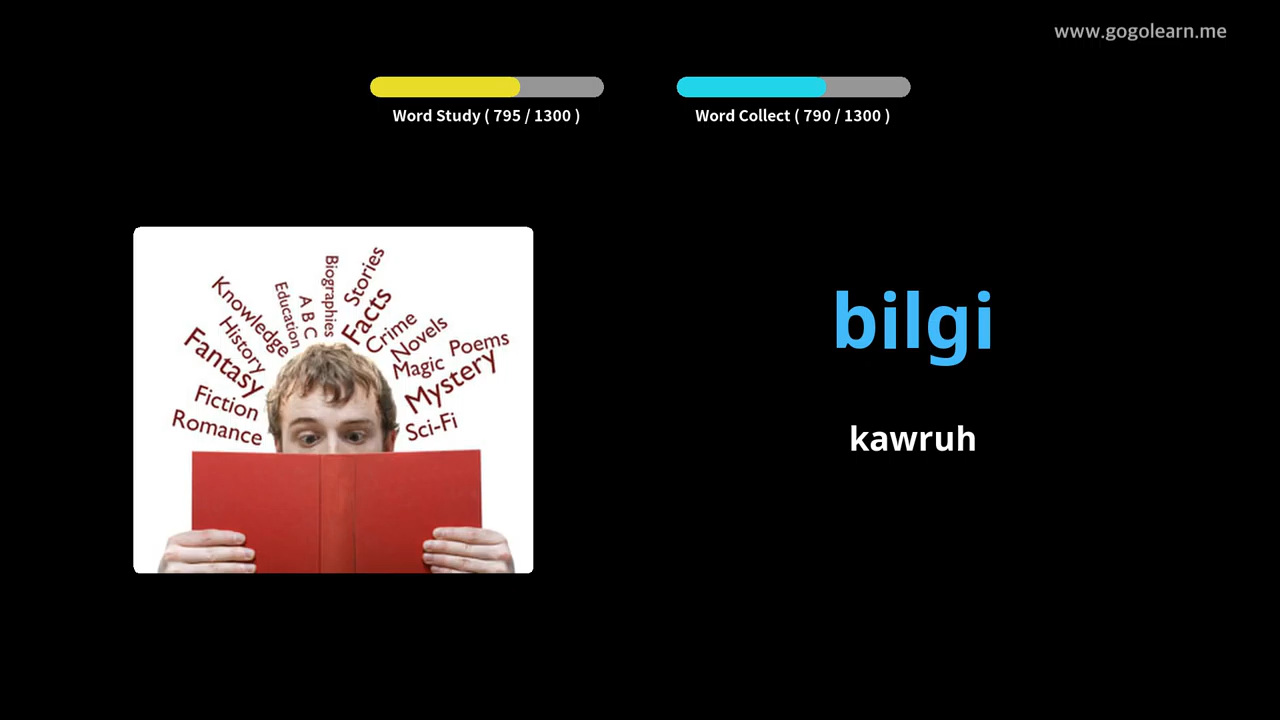 www.gogolearn.me
Word Study ( 795 / 1300 )
Word Collect ( 790 / 1300 )
Biographies
Stories
Education
A B C
Facts
Knowledge
Crime
History
Novels
Poems
Fantasy
Magic
Mystery
Fiction
Sci-Fi
Romance
bilgi
kawruh